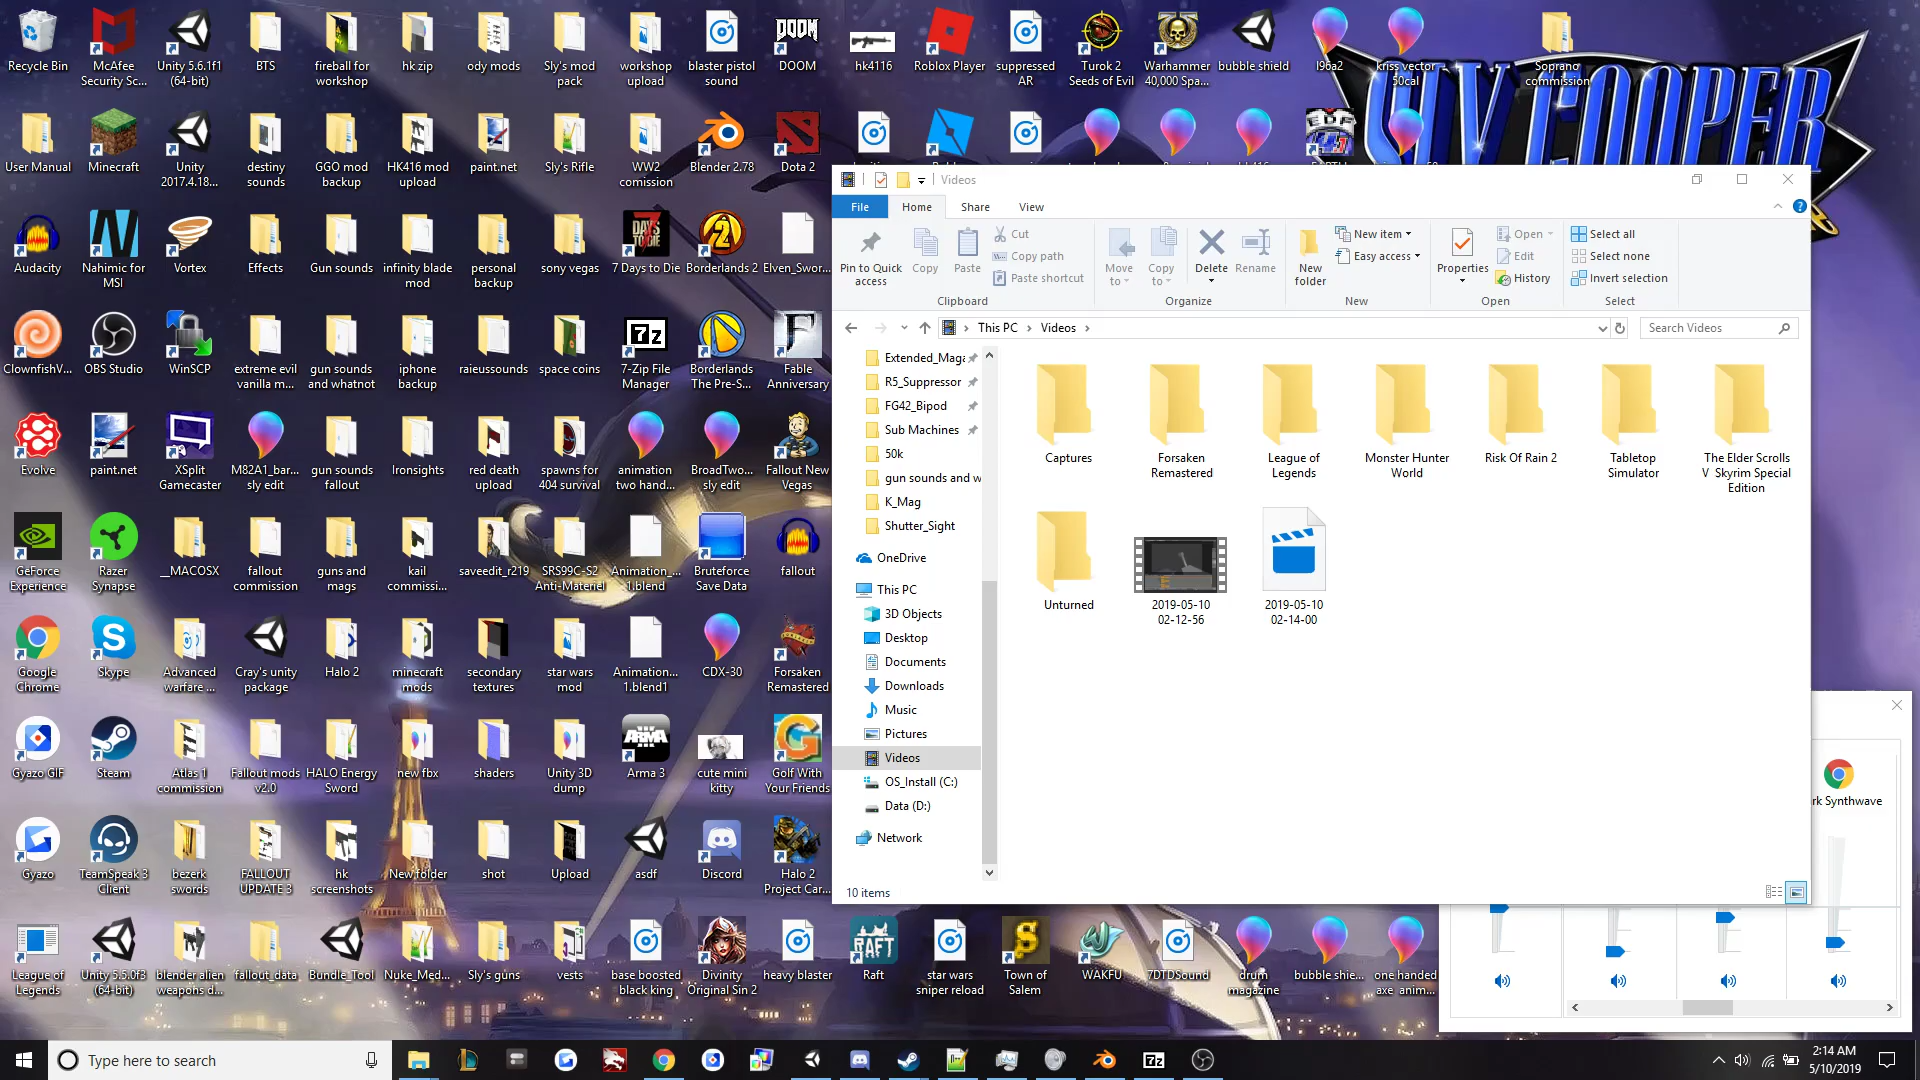 Recycle Bin
McAfee
Security Sc...
Unity 5.6.1f1
(64-bit)
BTS
fireball for
workshop
hk zip
ody mods
Sly's mod
pack
workshop
upload
blaster pistol
sound
DOOM
DOOM
hk4116
Roblox Player
suppressed
AR
Turok 2
Seeds of Evil
Warhammer
40,000 Spa...
bubble shield
l96a2
kriss vector
50cal
Soprano
commission
SLY COOPER
User Manual
Minecraft
Unity
2017.4.18...
destiny
sounds
GGO mod
backup
HK416 mod
upload
paint.net
Sly's Rifle
WW2
comission
Blender 2.78
Dota 2
Videos
File
Home
Share
View
Pin to Quick
access
Copy
Paste
Cut
Copy path
Paste shortcut
Clipboard
Move
to
Copy
to
Delete
Rename
Organize
New
folder
New item
Easy access
New
Properties
Open
Edit
History
Open
Select all
Select none
Invert selection
Select
This PC
Videos
Search Videos
Audacity
Nahimic for
MSI
Vortex
Effects
Gun sounds
infinity blade
mod
personal
backup
sony vegas
7 Days to Die
Borderlands 2
Elven_Swor...
ClownfishV...
OBS Studio
WinSCP
extreme evil
vanilla m...
gun sounds
and whatnot
iphone
backup
raieussounds
space coins
7z
7-Zip File
Manager
Borderlands
The Pre-S...
Fable
Anniversary
Evolve
paint.net
XSplit
Gamecaster
M82A1_bar...
sly edit
gun sounds
fallout
Ironsights
red death
upload
spawns for
404 survival
animation
two hand...
BroadTwo...
sly edit
Fallout New
Vegas
GeForce
Experience
Razer
Synapse
__MACOSX
fallout
commission
guns and
mags
kail
commissi...
saveedit_r219
SRS99C-S2
Anti-Materiel
Animation_...
1.blend
Bruteforce
Save Data
fallout
Google
Chrome
Skype
Advanced
warfare ...
Cray's unity
package
Halo 2
minecraft
mods
secondary
textures
star wars
mod
Animation...
1.blend1
CDX-30
Forsaken
Remastered
Gyazo GIF
Steam
Atlas 1
commission
Fallout mods
v2.0
HALO Energy
Sword
new fbx
shaders
Unity 3D
dump
ARMA
Arma 3
cute mini
kitty
Golf With
Your Friends
Gyazo
TeamSpeak 3
Client
bezerk
swords
FALLOUT
UPDATE 3
hk
screenshots
New folder
shot
Upload
asdf
Discord
Halo 2
Project Car...
League of
Legends
Unity 5.5.0f3
(64-bit)
blender alien
weapons d...
fallout_data
Bundle_Tool
Nuke_Med...
Sly's guns
vests
base boosted
black king
Divinity
Original Sin 2
heavy blaster
RAFT
Raft
star wars
sniper reload
Town of
Salem
WAKFU
7DTDSound
drum
magazine
bubble shie...
one handed
axe_anim...
Extended_Maga
R5_Suppressor
FG42_Bipod
Sub Machines
50k
gun sounds and w
K_Mag
Shutter_Sight
OneDrive
This PC
3D Objects
Desktop
Documents
Downloads
Music
Pictures
Videos
OS_Install (C:)
Data (D:)
Network
Captures
Forsaken
Remastered
League of
Legends
Monster Hunter
World
Risk Of Rain 2
Tabletop
Simulator
The Elder Scrolls
V Skyrim Special
Edition
Unturned
2019-05-10
02-12-56
2019-05-10
02-14-00
10 items
rk Synthwave
Type here to search
7z
2:14 AM
5/10/2019